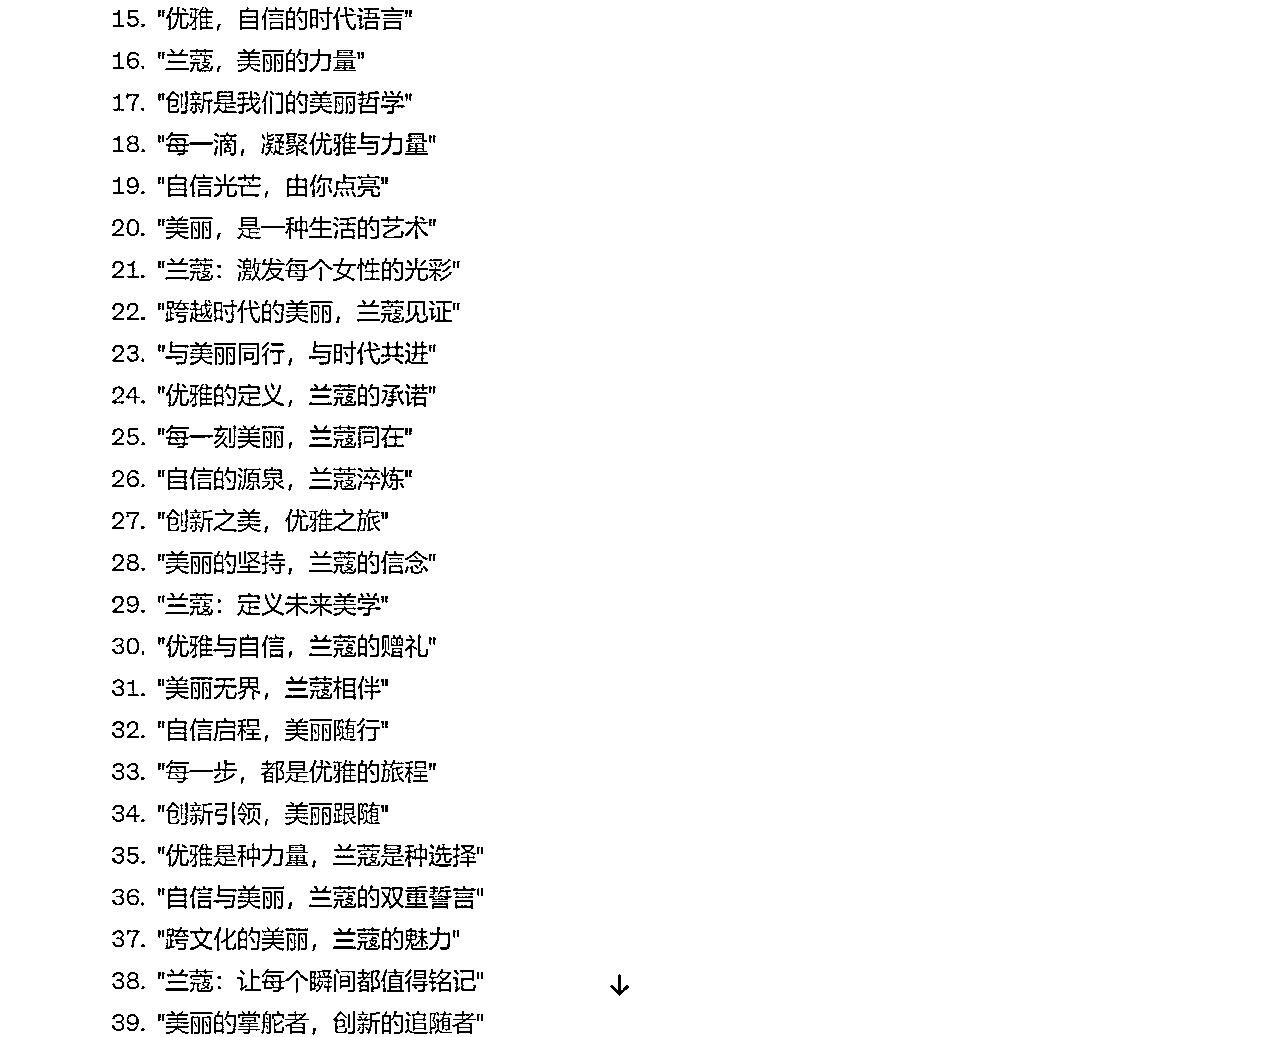 15. "优雅，自信的时代语言"
16. "兰蔻，美丽的力量"
17. "创新是我们的美丽哲学"
18. "每一滴，凝聚优雅与力量"
19. "自信光芒，由你点亮"
20. "美丽，是一种生活的艺术"
21. "兰蔻：激发每个女性的光彩"
22. "跨越时代的美丽，兰蔻见证"
23. "与美丽同行，与时代共进"
24. "优雅的定义，兰蔻的承诺"
25. "每一刻美丽，兰蔻同在"
26. "自信的源泉，兰蔻淬炼"
27. "创新之美，优雅之旅"
28. "美丽的坚持，兰蔻的信念"
29. "兰蔻：定义未来美学"
30. "优雅与自信，兰蔻的赠礼"
31. "美丽无界，兰蔻相伴"
32. "自信启程，美丽随行"
33. "每一步，都是优雅的旅程"
34. "创新引领，美丽跟随"
35. "优雅是种力量，兰蔻是种选择"
36. "自信与美丽，兰蔻的双重誓言"
37. "跨文化的美丽，兰蔻的魅力"
38. "兰蔻：让每个瞬间都值得铭记"
39. "美丽的掌舵者，创新的追随者"